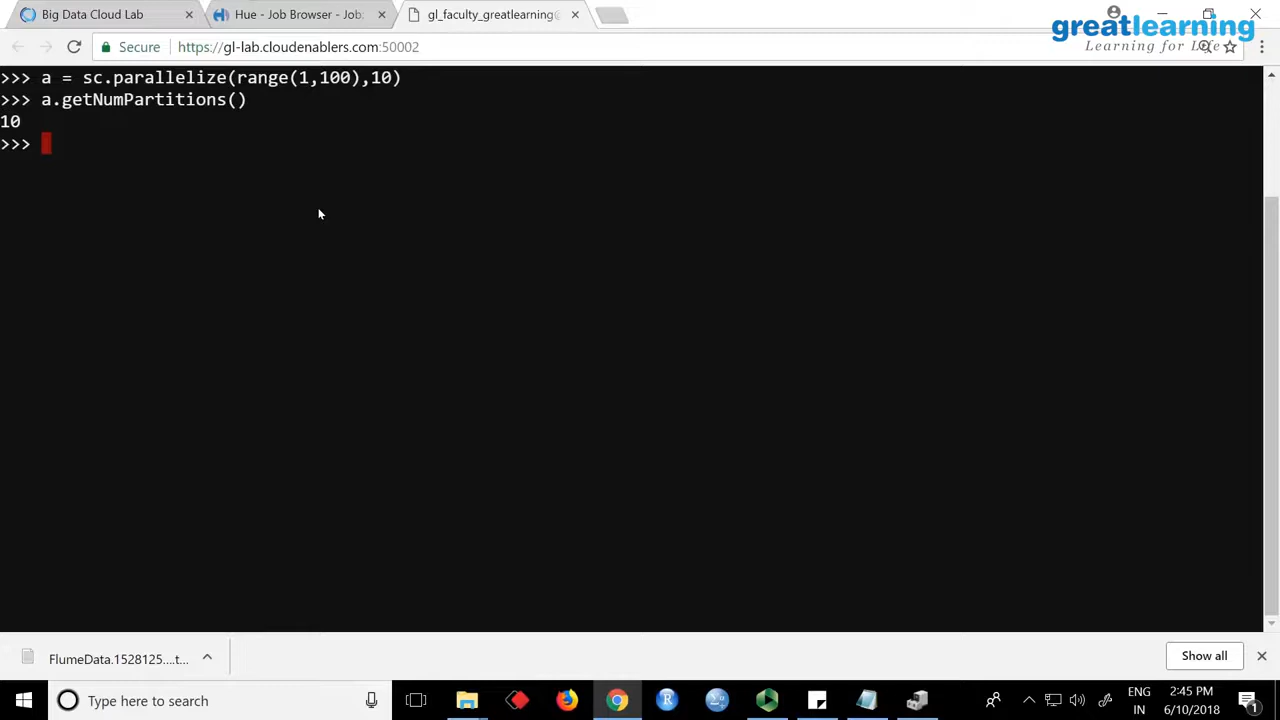 Big Data Cloud Lab
Hue - Job Browser - Job:
gl_faculty_greatlearning@
Secure
https://gl-lab.cloudenablers.com:50002
greatlearning
Learning for Life
>>> a = sc.parallelize(range(1,100),10)
>>> a.getNumPartitions()
10
>>>
FlumeData.1528125....t...
Show all
Type here to search
ENG
IN
2:45 PM
6/10/2018
1